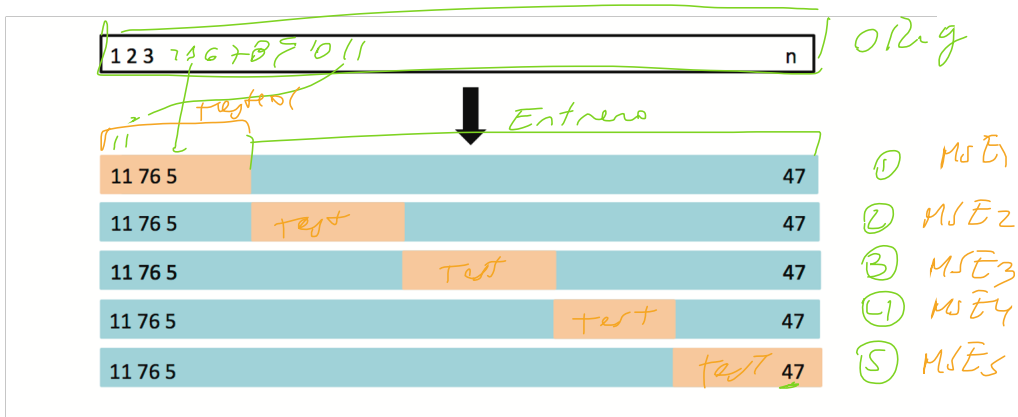 1 2 3 4 5 6 7 8 9 10 11 n ORig
Entreno
11
11 76 5 47 ① MSE1
11 76 5 Test 47 ② MSE2
11 76 5 Test 47 ③ MSE3
11 76 5 test 47 ④ MSE4
11 76 5 test 47 ⑤ MSE5